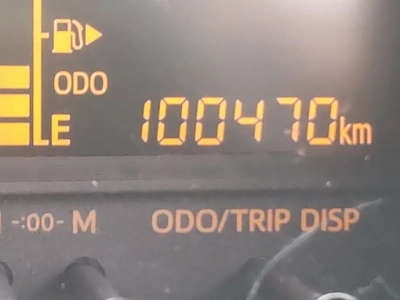 ODO
E 100470km
-:00- M ODO/TRIP DISP